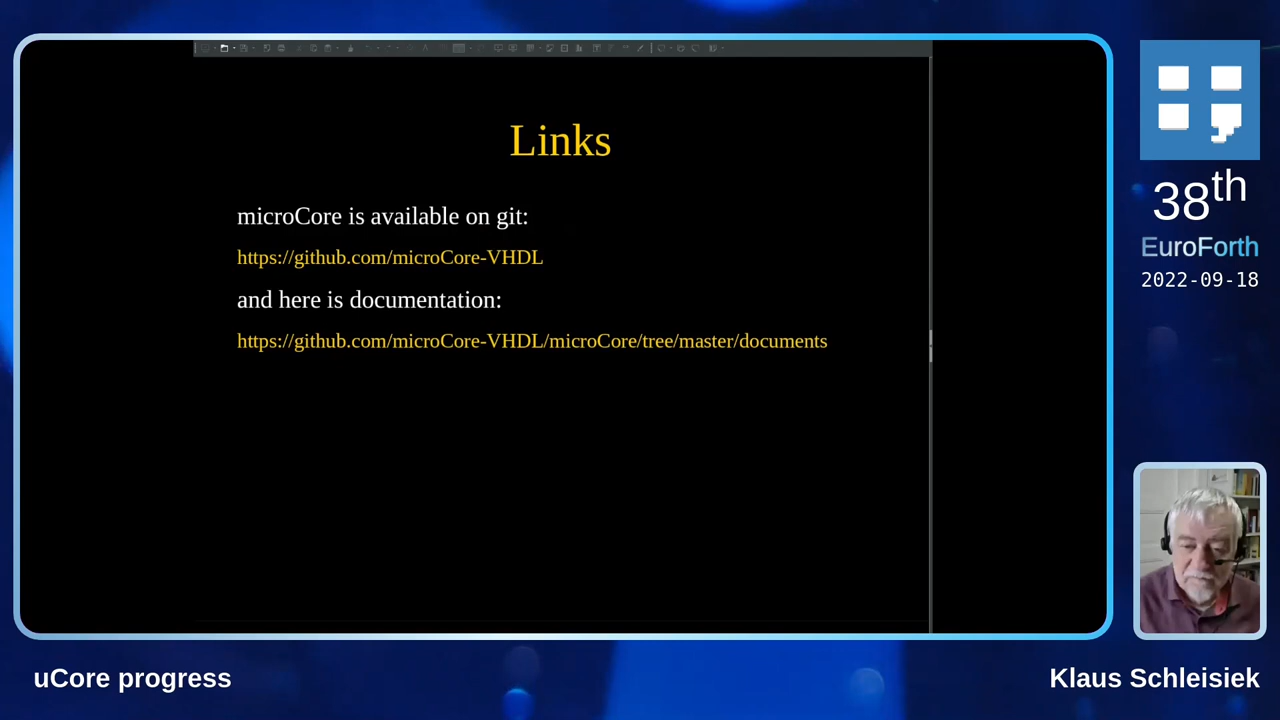 Links
microCore is available on git:
https://github.com/microCore-VHDL
and here is documentation:
https://github.com/microCore-VHDL/microCore/tree/master/documents
38th
EuroForth
2022-09-18
uCore progress
Klaus Schleisiek